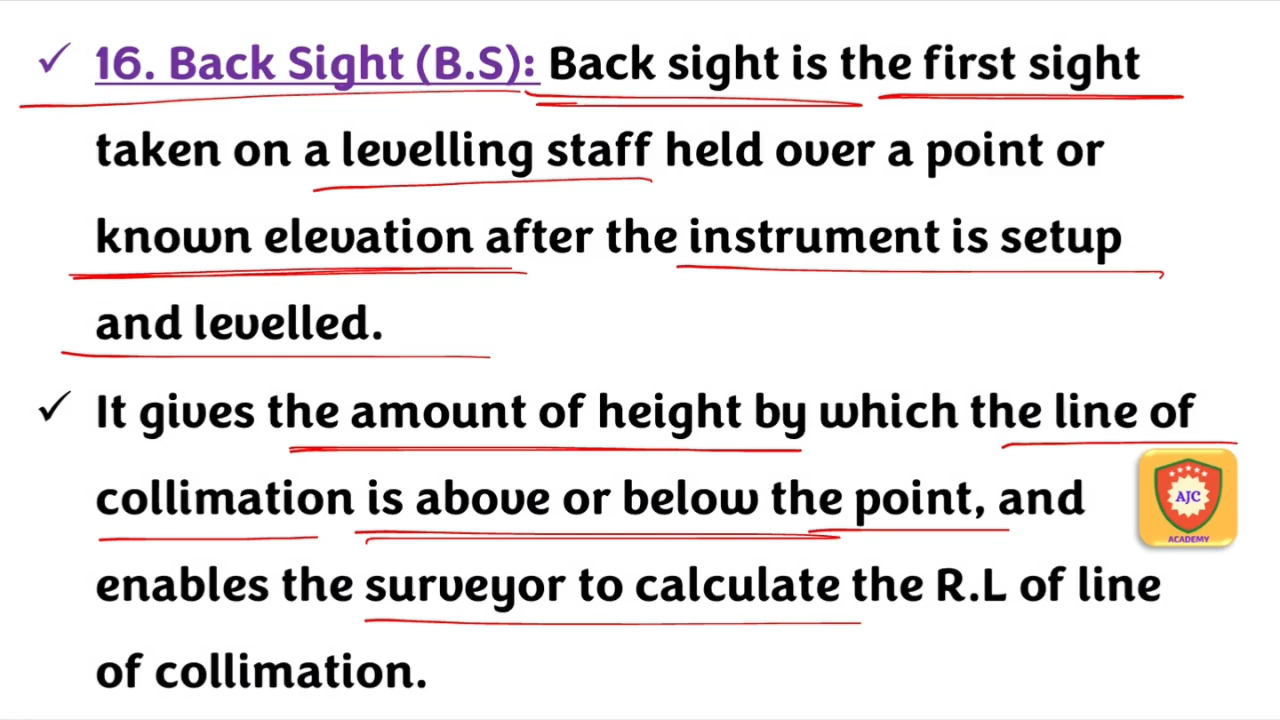 ✓ 16. Back Sight (B.S): Back sight is the first sight
taken on a levelling staff held over a point or
known elevation after the instrument is setup
and levelled.
✓ It gives the amount of height by which the line of
collimation is above or below the point, and
enables the surveyor to calculate the R.L of line
of collimation.
AJC
ACADEMY